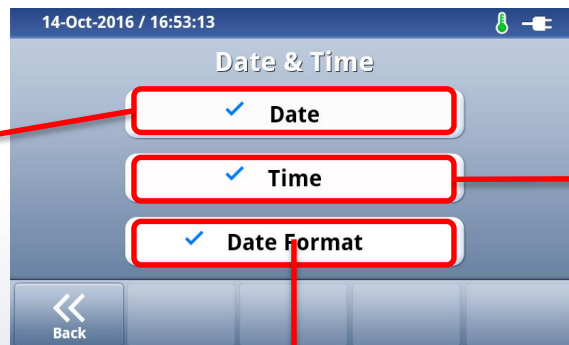 14-Oct-2016 / 16:53:13
Date & Time
Date
Time
Date Format
Back